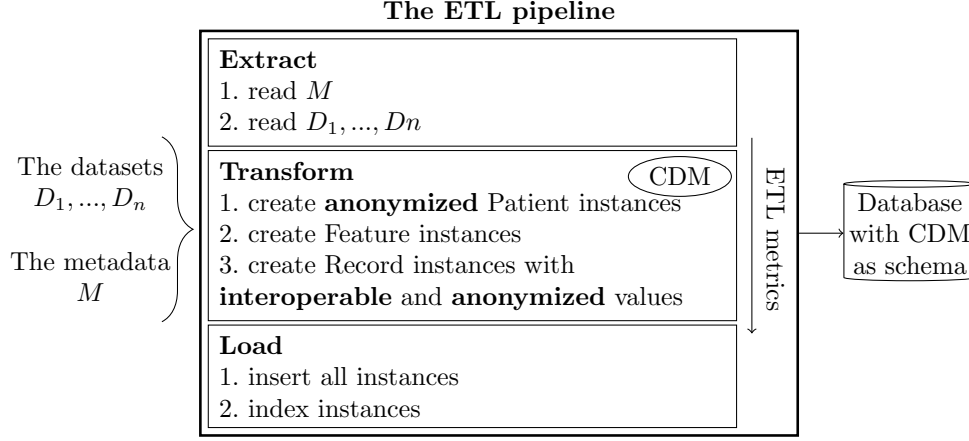 The ETL pipeline
Extract
1. read M
2. read D₁, ..., Dn
The datasets
D₁, ..., Dₙ
The metadada
M
Transform
CDM
1. create anonymized Patient instances
2. create Feature instances
3. create Record instances with
interoperable and anonymized values
Load
1. insert all instances
2. index instances
ETL metrics
Database
with CDM
as schema